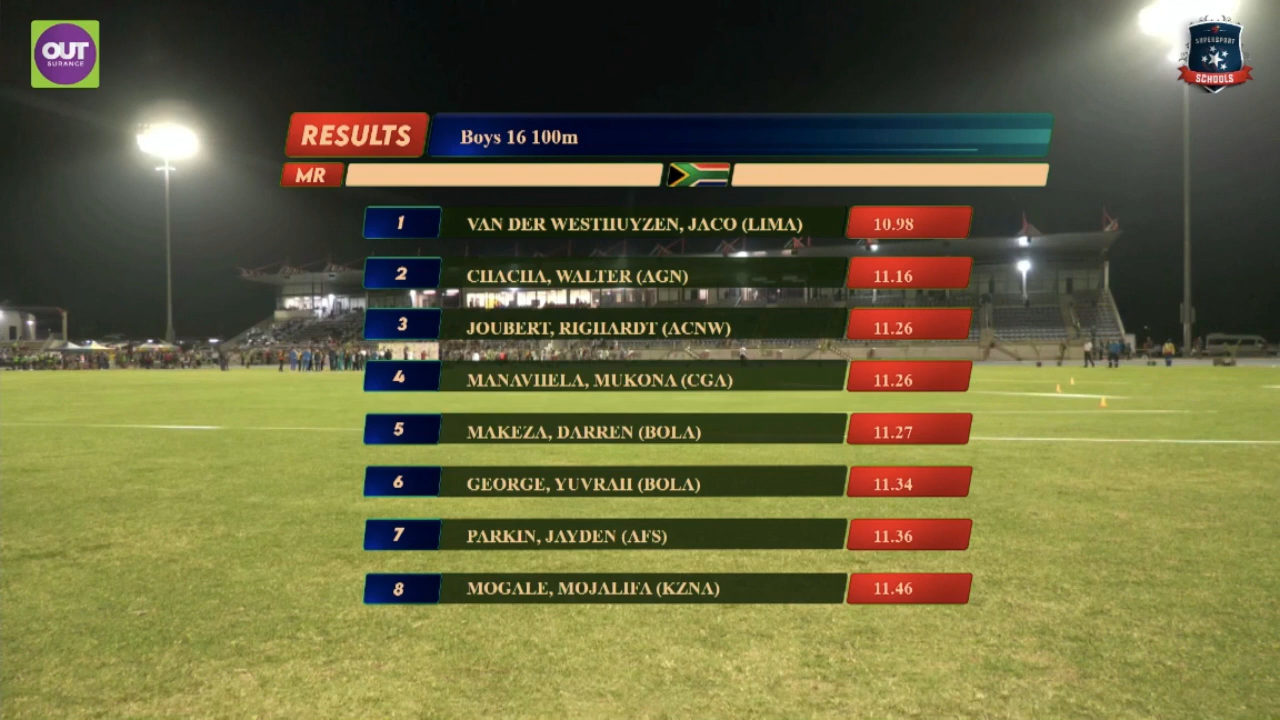 OUT
SURANCE
SUPERSPORT
SCHOOLS
RESULTS
Boys 16 100m
MR
1 VAN DER WESTHUYZEN, JACO (LIMA) 10.98
2 CHACHA, WALTER (AGN) 11.16
3 JOUBERT, RIGHARDT (ACNW) 11.26
4 MANAVHELA, MUKONA (CGA) 11.26
5 MAKEZA, DARREN (BOLA) 11.27
6 GEORGE, YUVRAH (BOLA) 11.34
7 PARKIN, JAYDEN (AFS) 11.36
8 MOGALE, MOJALIFA (KZNA) 11.46